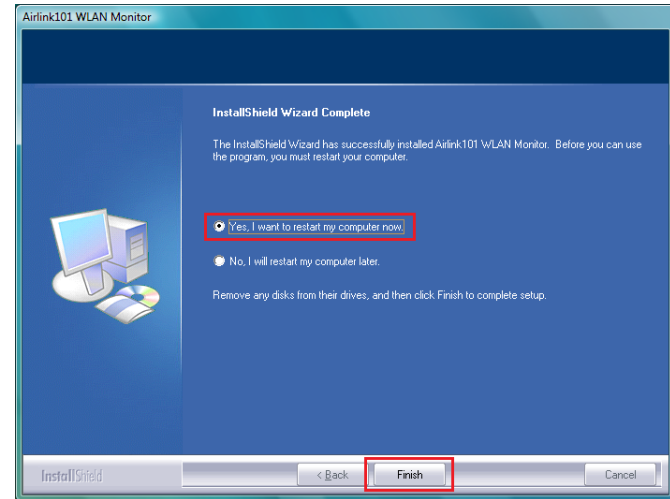 Airlink101 WLAN Monitor
InstallShield Wizard Complete
The InstallShield Wizard has successfully installed Airlink101 WLAN Monitor. Before you can use
the program, you must restart your computer.
Yes, I want to restart my computer now.
No, I will restart my computer later.
Remove any disks from their drives, and then click Finish to complete setup.
InstallShield
< Back
Finish
Cancel